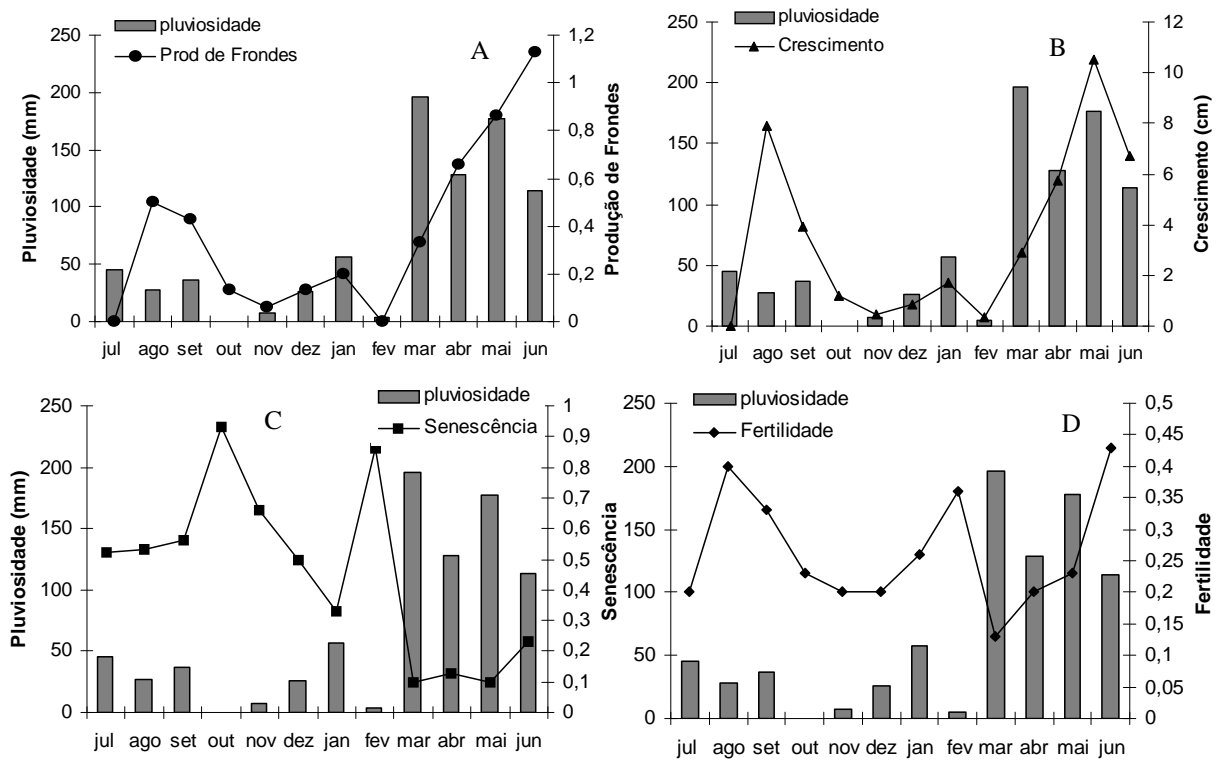 pluviosidade
Prod de Frondes
A
Pluviosidade (mm)
250
200
150
100
50
0
1,2
1
0,8
0,6
0,4
0,2
0
Produção de Frondes
jul ago set out nov dez jan fev mar abr mai jun
pluviosidade
Crescimento
B
250
200
150
100
50
0
12
10
8
6
4
2
0
Crescimento (cm)
jul ago set out nov dez jan fev mar abr mai jun
pluviosidade
Senescência
C
Pluviosidade (mm)
250
200
150
100
50
0
1
0,9
0,8
0,7
0,6
0,5
0,4
0,3
0,2
0,1
0
Senescência
jul ago set out nov dez jan fev mar abr mai jun
pluviosidade
Fertilidade
D
250
200
150
100
50
0
0,5
0,45
0,4
0,35
0,3
0,25
0,2
0,15
0,1
0,05
0
Fertilidade
jul ago set out nov dez jan fev mar abr mai jun